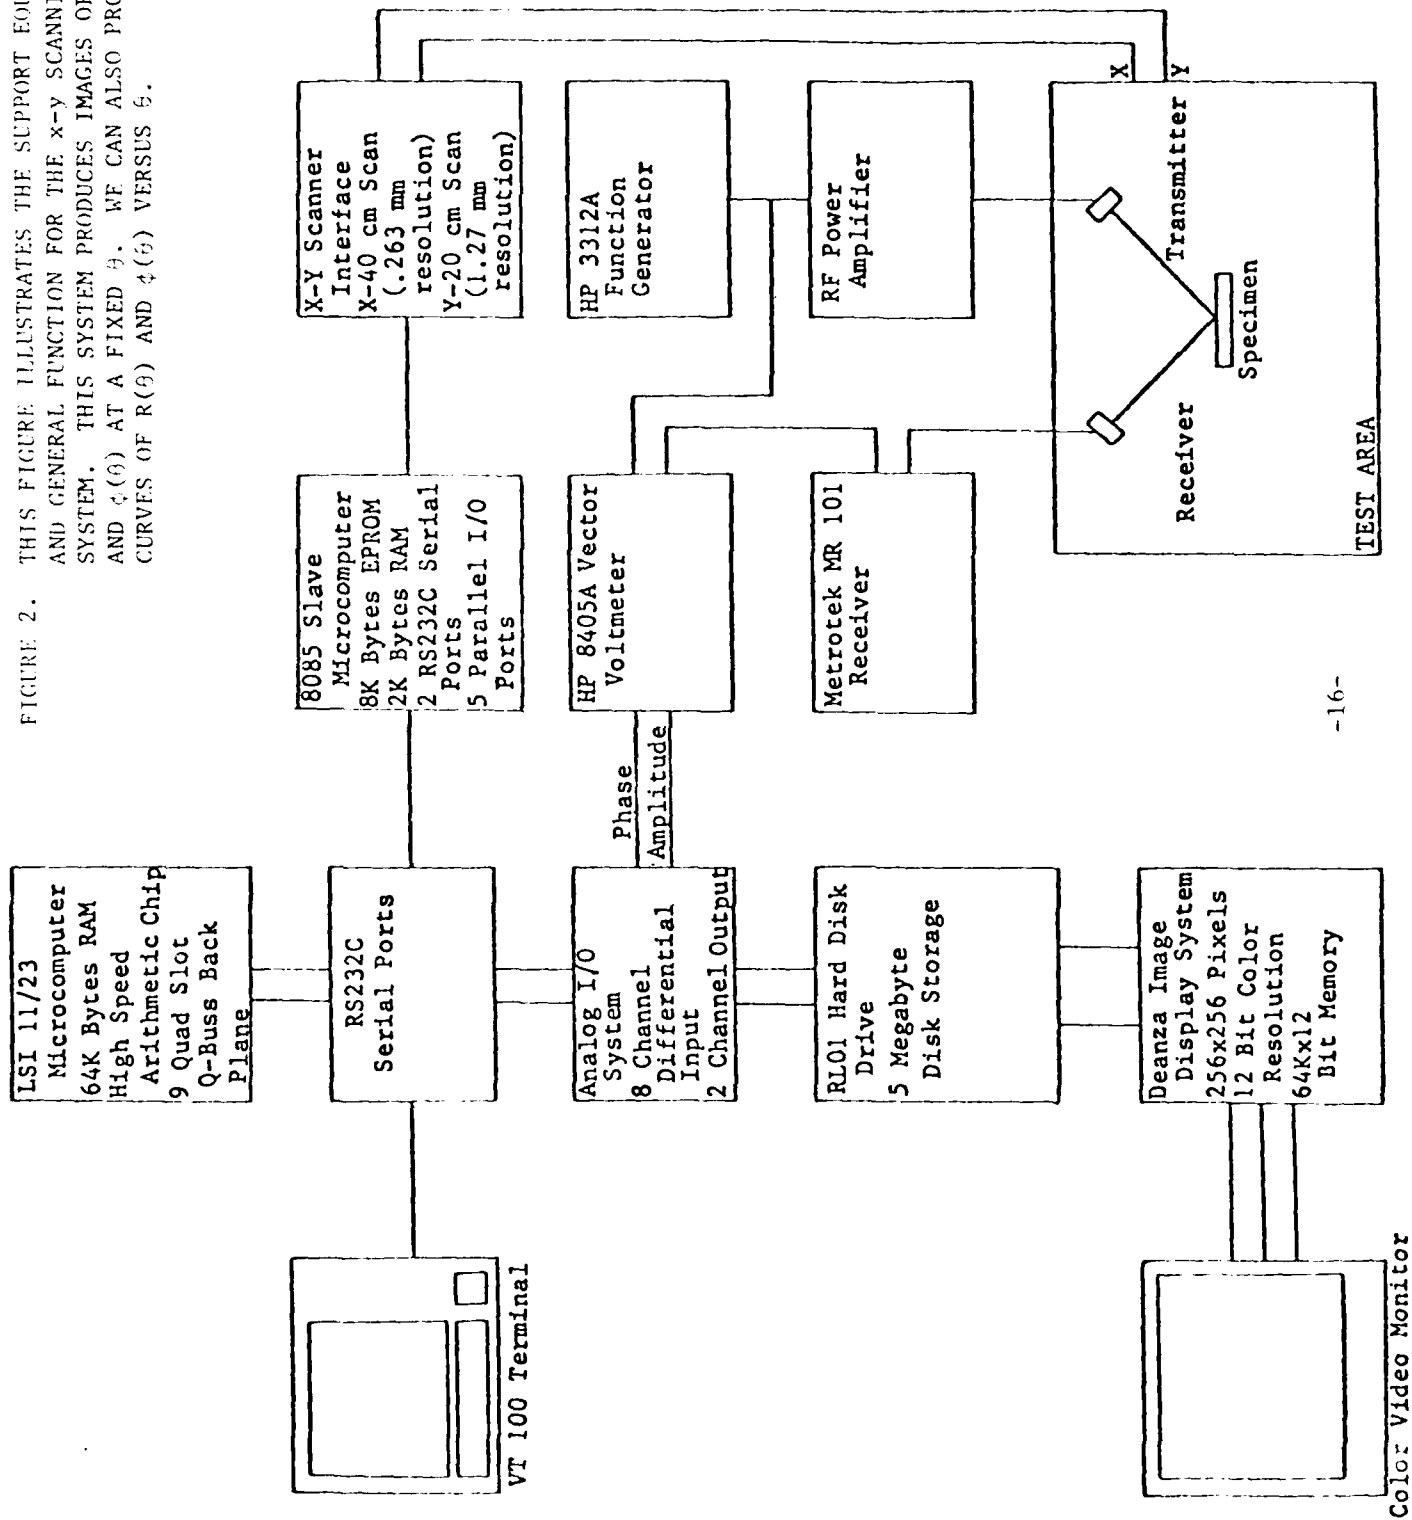 FIGURE 2. THIS FIGURE ILLUSTRATES THE SUPPORT
AND GENERAL FUNCTION FOR THE x-y
SYSTEM. THIS SYSTEM PRODUCES IMAGES
AND ϕ(θ) AT A FIXED θ. WE CAN ALSO
CURVES OF R(θ) AND ϕ(θ) VERSUS θ.
LSI 11/23
Microcomputer
64K Bytes RAM
High Speed
Arithmetic Chip
9 Quad Slot
Q-Buss Back
Plane
RS232C
Serial Ports
VT 100 Terminal
8085 Slave
Microcomputer
8K Bytes EPROM
2K Bytes RAM
2 RS232C Serial
Ports
5 Parallel I/O
Ports
X-Y Scanner
Interface
X-40 cm Scan
(.263 mm
resolution)
Y-20 cm Scan
(1.27 mm
resolution)
Analog I/O
System
8 Channel
Differential
Input
2 Channel Output
Phase
Amplitude
HP 8405A Vector
Voltmeter
HP 3312A
Function
Generator
RL01 Hard Disk
Drive
5 Megabyte
Disk Storage
Metrotek MR 101
Receiver
RF Power
Amplifier
Deanza Image
Display System
256x256 Pixels
12 Bit Color
Resolution
64Kx12
Bit Memory
Color Video Monitor
X
Y
Receiver
Transmitter
Specimen
TEST AREA
-16-